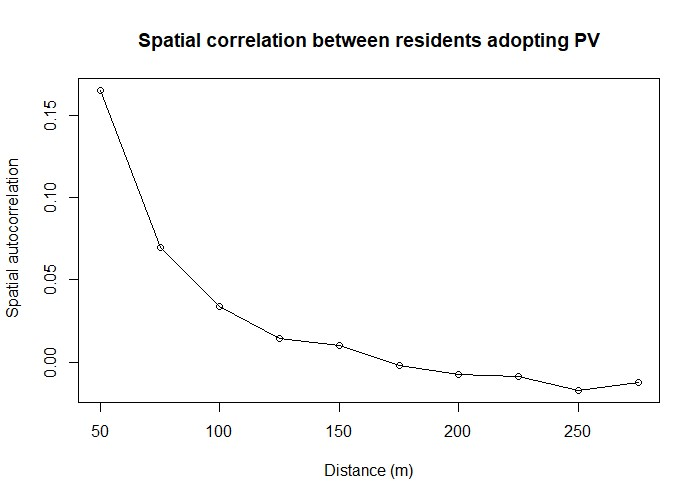 Spatial correlation between residents adopting PV
Spatial autocorrelation
0.15
0.10
0.05
0.00
50 100 150 200 250
Distance (m)